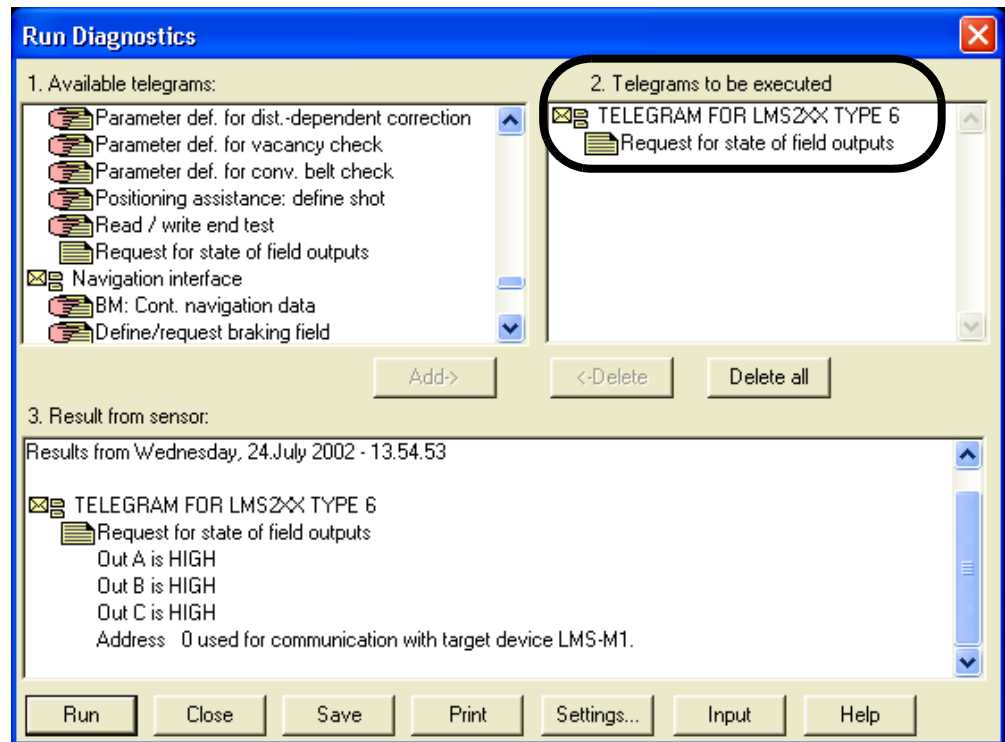 Run Diagnostics
1. Available telegrams:
Parameter def. for dist.-dependent correction
Parameter def. for vacancy check
Parameter def. for conv. belt check
Positioning assistance: define shot
Read / write end test
Request for state of field outputs
Navigation interface
BM: Cont. navigation data
Define/request braking field
2. Telegrams to be executed
TELEGRAM FOR LMS2XX TYPE 6
Request for state of field outputs
Add->
<-Delete
Delete all
3. Result from sensor:
Results from Wednesday, 24.July 2002 - 13.54.53
TELEGRAM FOR LMS2XX TYPE 6
Request for state of field outputs
Out A is HIGH
Out B is HIGH
Out C is HIGH
Address 0 used for communication with target device LMS-M1.
Run
Close
Save
Print
Settings...
Input
Help